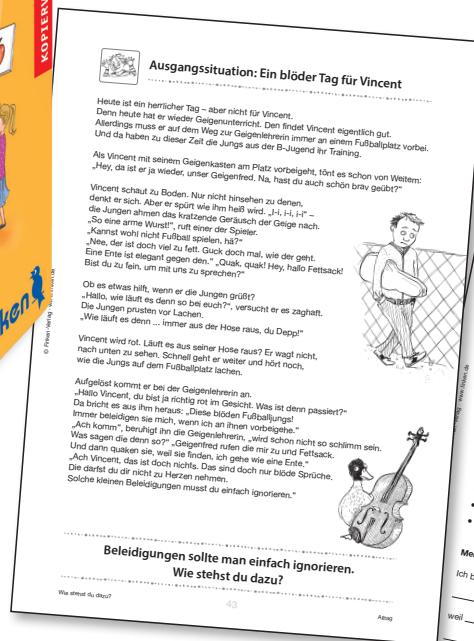 KOPIERV
Ausgangssituation: Ein blöder Tag für Vincent
Heute ist ein herrlicher Tag – aber nicht für Vincent.
Denn heute hat er wieder Geigenunterricht. Den findet Vincent eigentlich gut.
Allerdings muss er auf dem Weg zur Geigenlehrerin immer an einem Fußballplatz vorbei.
Und da haben zu dieser Zeit die Jungs aus der B-Jugend ihr Training.
Als Vincent mit seinem Geigenkasten am Platz vorbeigeht, tönt es schon von Weitem:
„Hey, da ist er ja wieder, unser Geigenfred. Na, hast du auch schön brav geübt?“
Vincent schaut zu Boden. Nur nicht hinsehen zu denen,
denkt er sich. Aber er spürt wie ihm heiß wird. „I-i, i-i, i-i“ –
die Jungen ahmen das kratzende Geräusch der Geige nach.
„So eine arme Wurst!“, ruft einer der Spieler.
„Kannst wohl nicht Fußball spielen, hä?“
„Nee, der ist doch viel zu fett. Guck doch mal, wie der geht.
Eine Ente ist elegant gegen den.“ „Quak, quak! Hey, hallo Fettsack!
Bist du zu fein, um mit uns zu sprechen?“
Ob es etwas hilft, wenn er die Jungen grüßt?
„Hallo, wie läuft es denn so bei euch?“, versucht er es zaghaft.
Die Jungen prusten vor Lachen.
„Wie läuft es denn ... immer aus der Hose raus, du Depp!“
Vincent wird rot. Läuft es aus seiner Hose raus? Er wagt nicht,
nach unten zu sehen. Schnell geht er weiter und hört noch,
wie die Jungs auf dem Fußballplatz lachen.
Aufgelöst kommt er bei der Geigenlehrerin an.
„Hallo Vincent, du bist ja richtig rot im Gesicht. Was ist denn passiert?“
Da bricht es aus ihm heraus: „Diese blöden Fußballjungs!
Immer beleidigen sie mich, wenn ich an ihnen vorbeigehe.“
„Ach komm“, beruhigt ihn die Geigenlehrerin, „wird schon nicht so schlimm sein.
Was sagen die denn so?“ „Geigenfred rufen die mir zu und Fettsack.
Und dann quaken sie, weil sie finden, ich gehe wie eine Ente.“
„Ach Vincent, das ist doch nichts. Das sind doch nur blöde Sprüche.
Die darfst du dir nicht zu Herzen nehmen.
Solche kleinen Beleidigungen musst du einfach ignorieren.“
Beleidigungen sollte man einfach ignorieren.
Wie stehst du dazu?
Wie stehst du dazu?
43
Alltag
© Finken-Verlag · www.finken.de
ken
Verlag · www.finken.de
Me
Ich b
weil